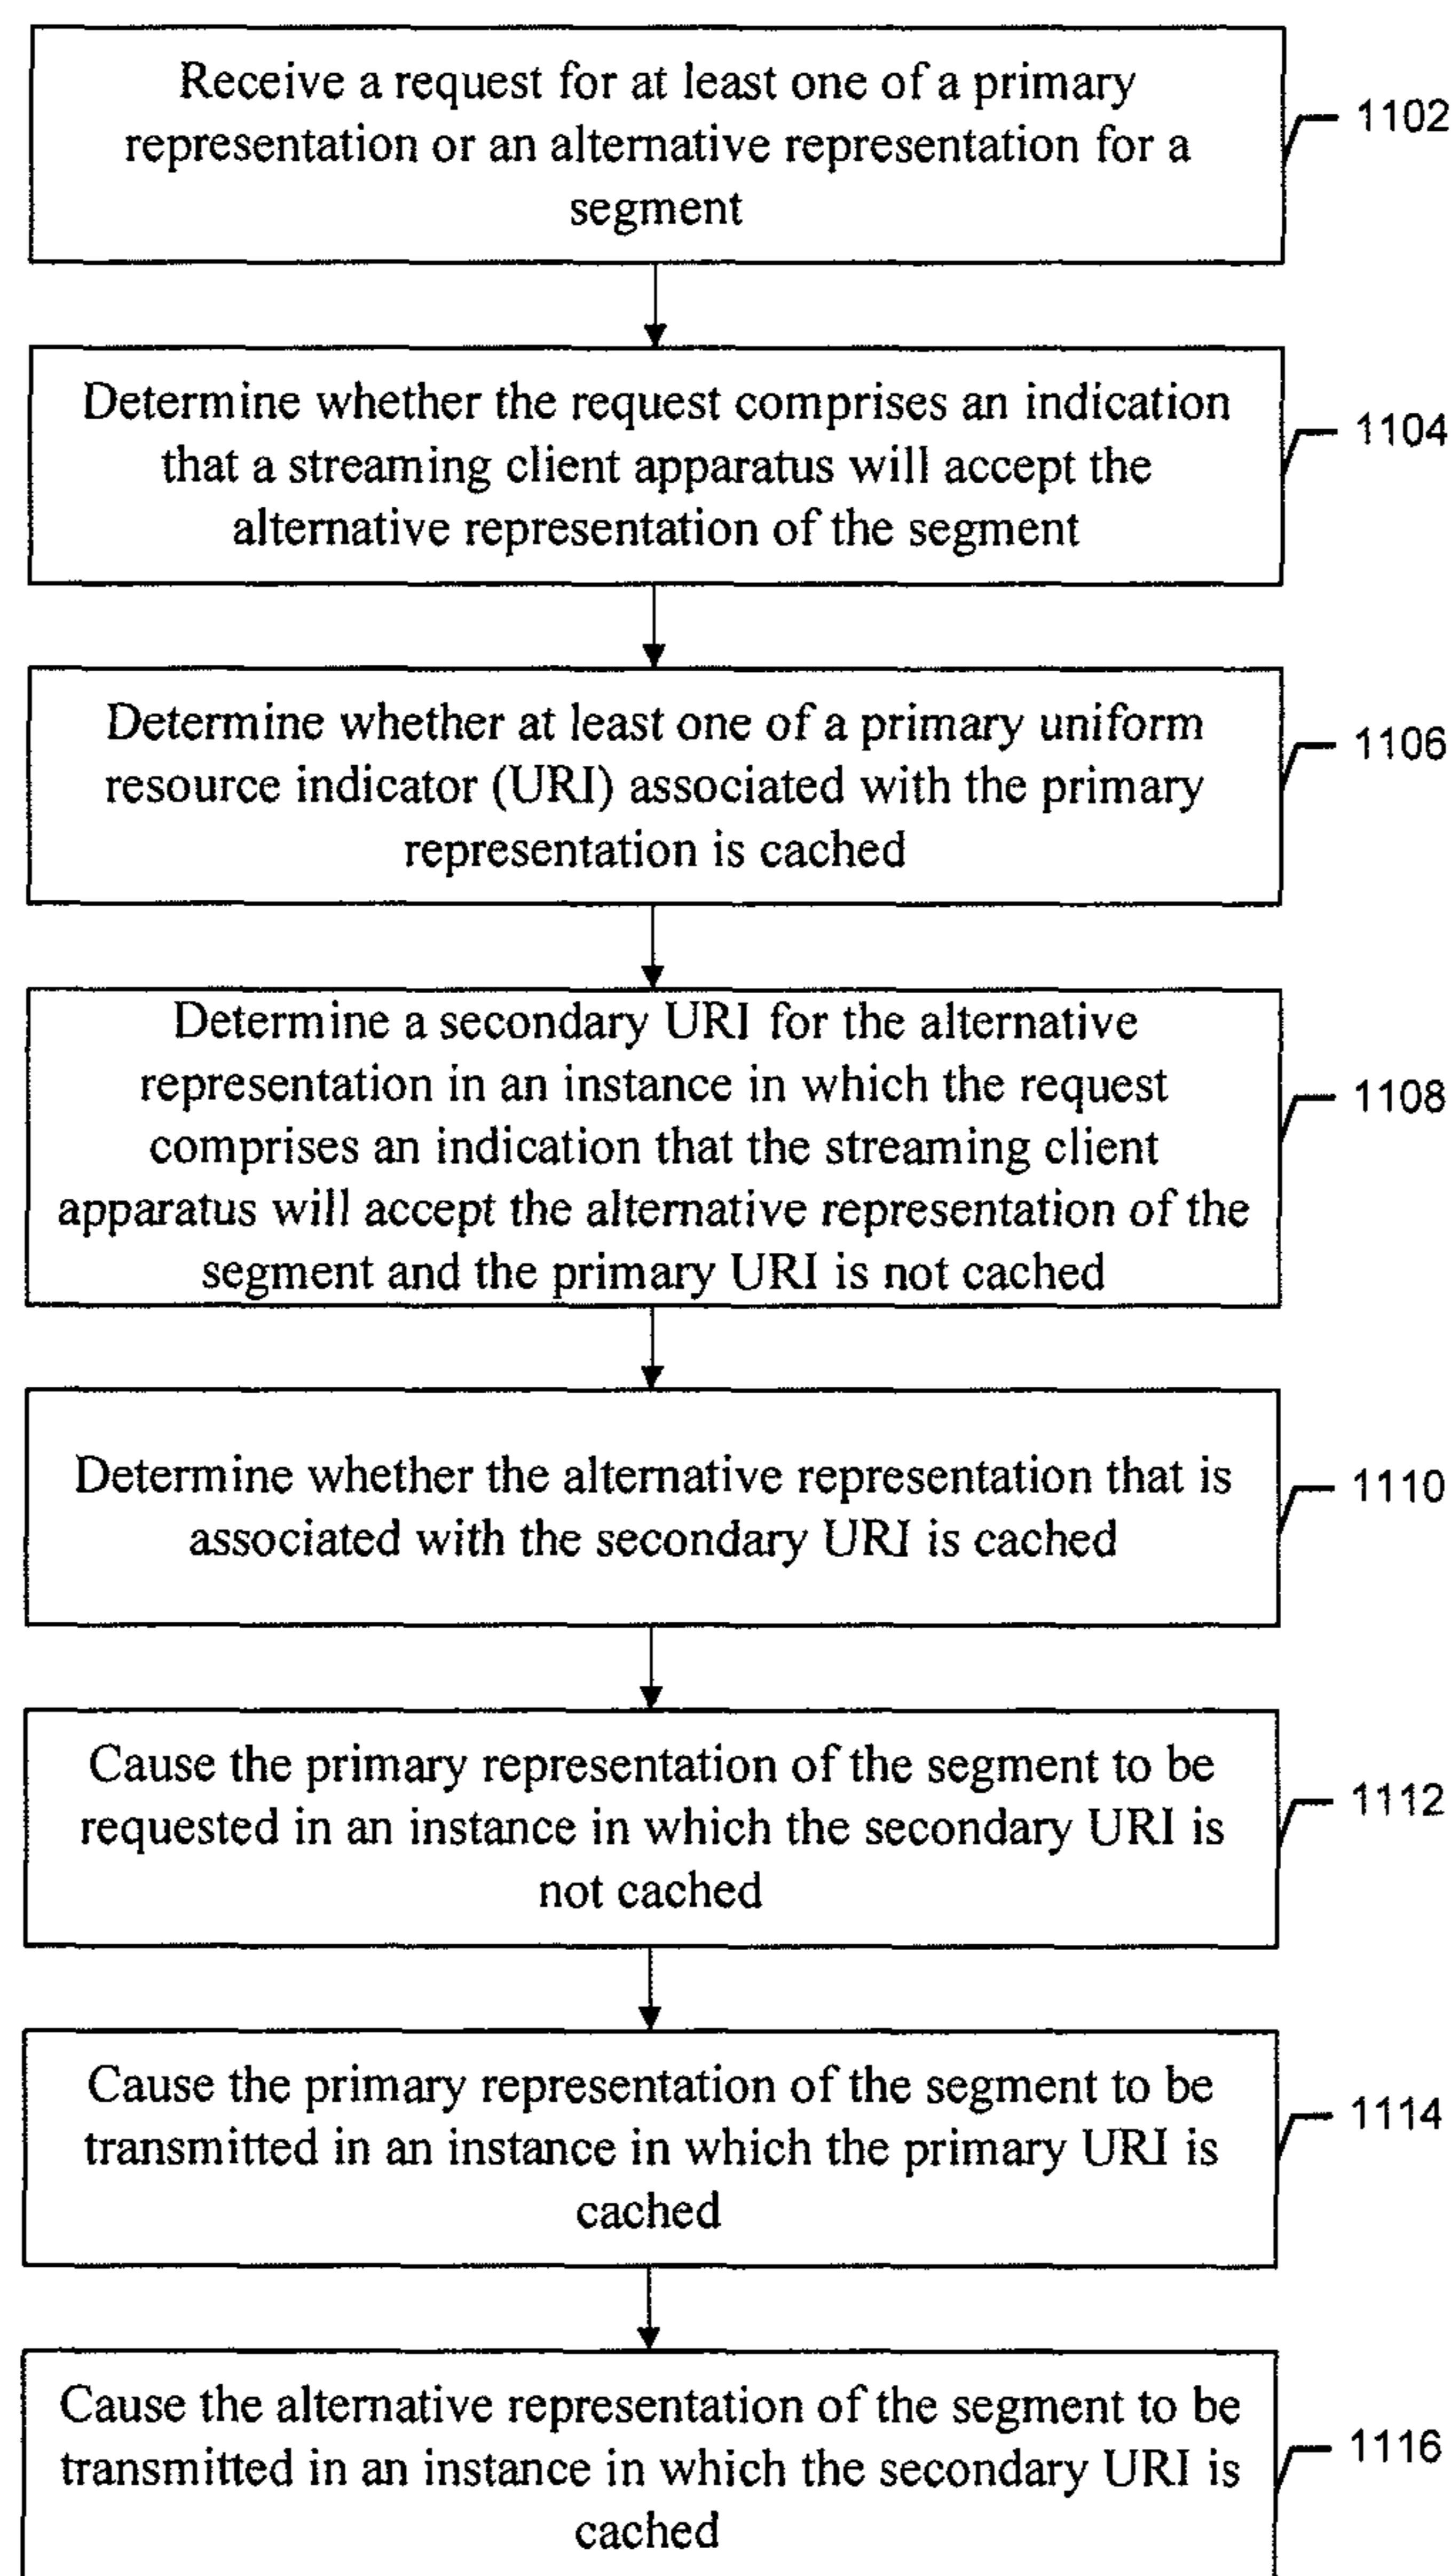 Receive a request for at least one of a primary
representation or an alternative representation for a
segment
1102
Determine whether the request comprises an indication
that a streaming client apparatus will accept the
alternative representation of the segment
1104
Determine whether at least one of a primary uniform
resource indicator (URI) associated with the primary
representation is cached
1106
Determine a secondary URI for the alternative
representation in an instance in which the request
comprises an indication that the streaming client
apparatus will accept the alternative representation of the
segment and the primary URI is not cached
1108
Determine whether the alternative representation that is
associated with the secondary URI is cached
1110
Cause the primary representation of the segment to be
requested in an instance in which the secondary URI is
not cached
1112
Cause the primary representation of the segment to be
transmitted in an instance in which the primary URI is
cached
1114
Cause the alternative representation of the segment to be
transmitted in an instance in which the secondary URI is
cached
1116